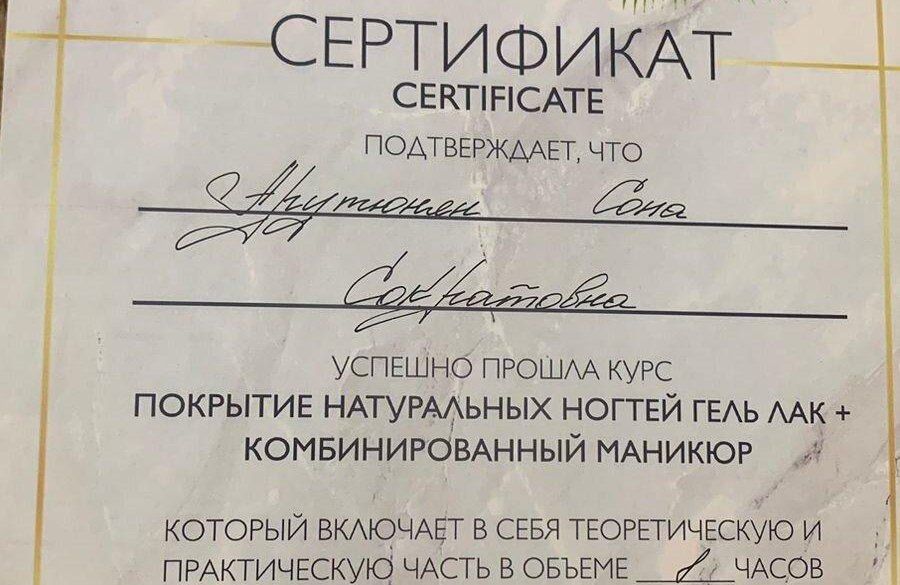 СЕРТИФИКАТ
CERTIFICATE
ПОДТВЕРЖДАЕТ, ЧТО
Арутюнян Сона
Сократовна
УСПЕШНО ПРОШЛА КУРС
ПОКРЫТИЕ НАТУРАЛЬНЫХ НОГТЕЙ ГЕЛЬ ЛАК +
КОМБИНИРОВАННЫЙ МАНИКЮР
КОТОРЫЙ ВКЛЮЧАЕТ В СЕБЯ ТЕОРЕТИЧЕСКУЮ И
ПРАКТИЧЕСКУЮ ЧАСТЬ В ОБЪЕМЕ 8 ЧАСОВ